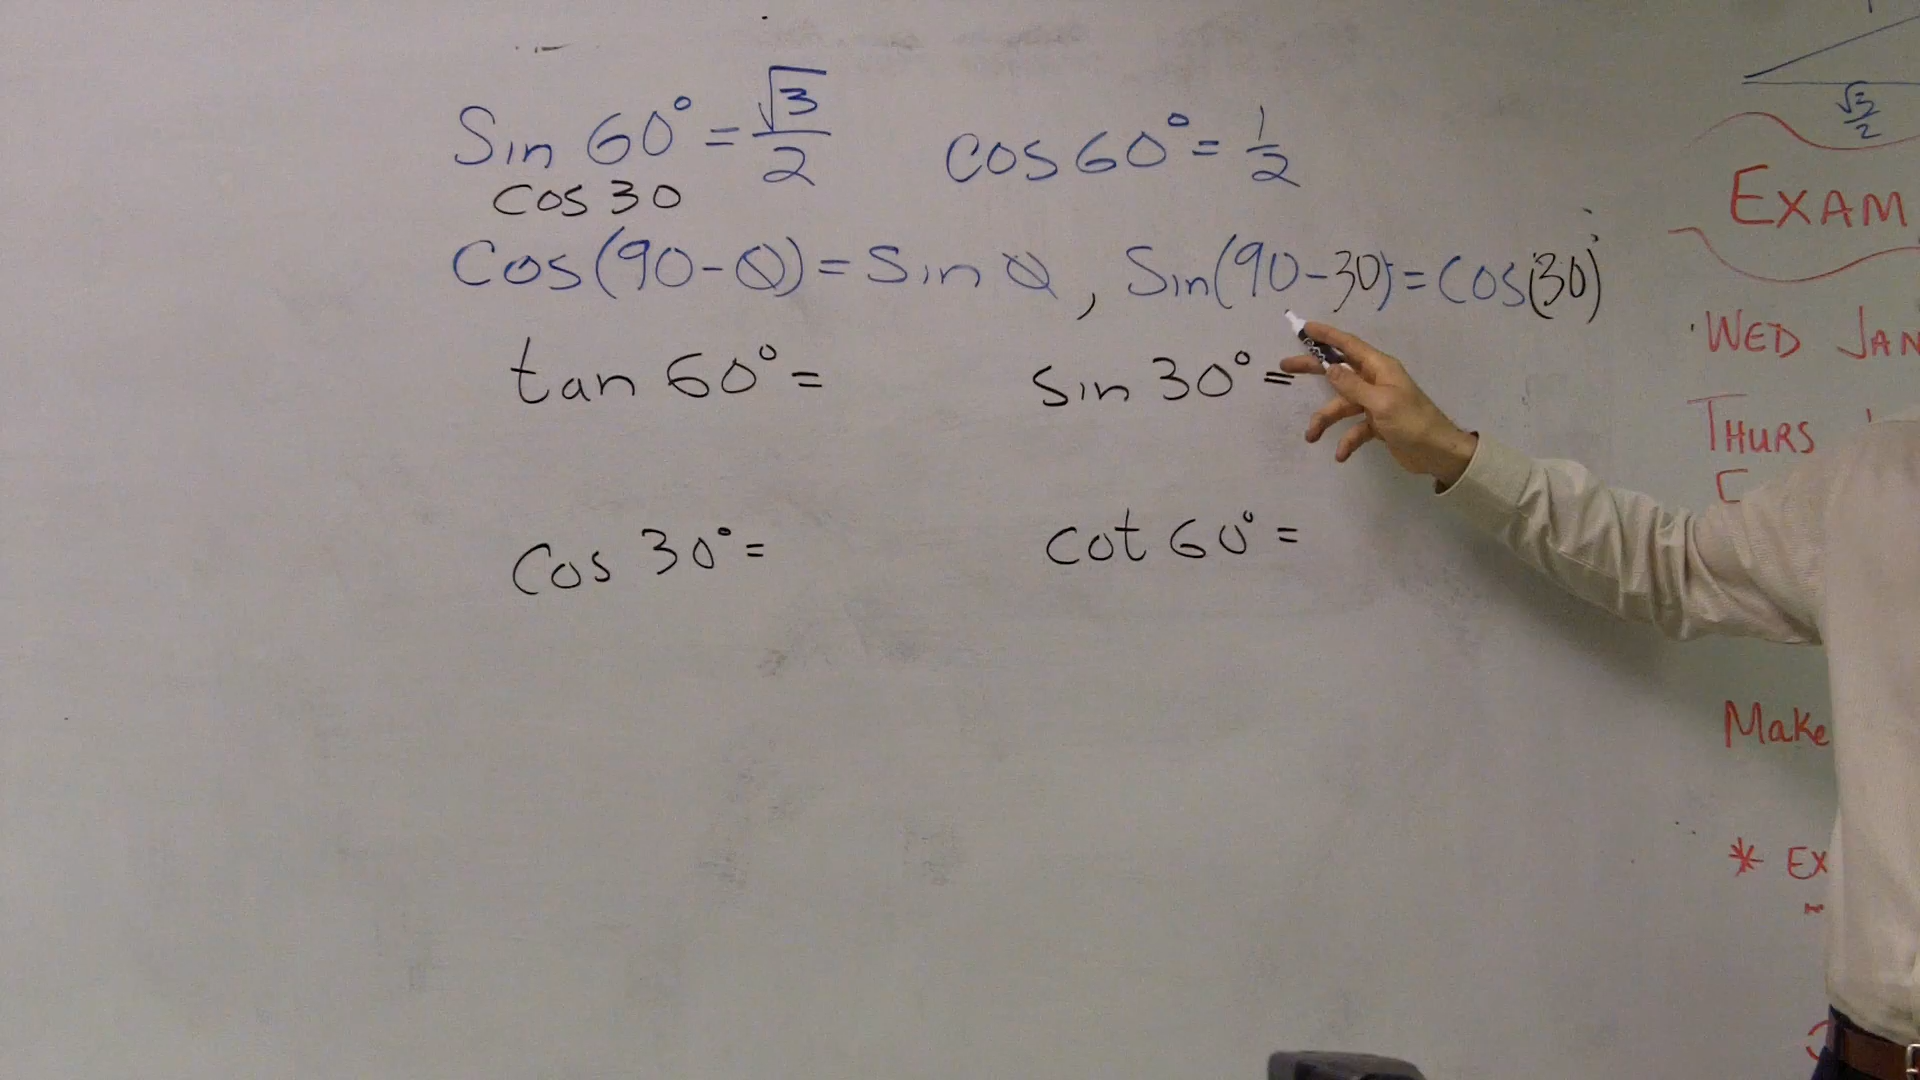 Sin 60° = √3/2 cos 60° = 1/2
cos 30
Cos(90-θ) = Sin θ, Sin(90-30) = cos(30)
tan 60° = sin 30° =
cos 30° = cot 60° =
√3/2
EXAM
WED JAN
THURS
Make
* EX